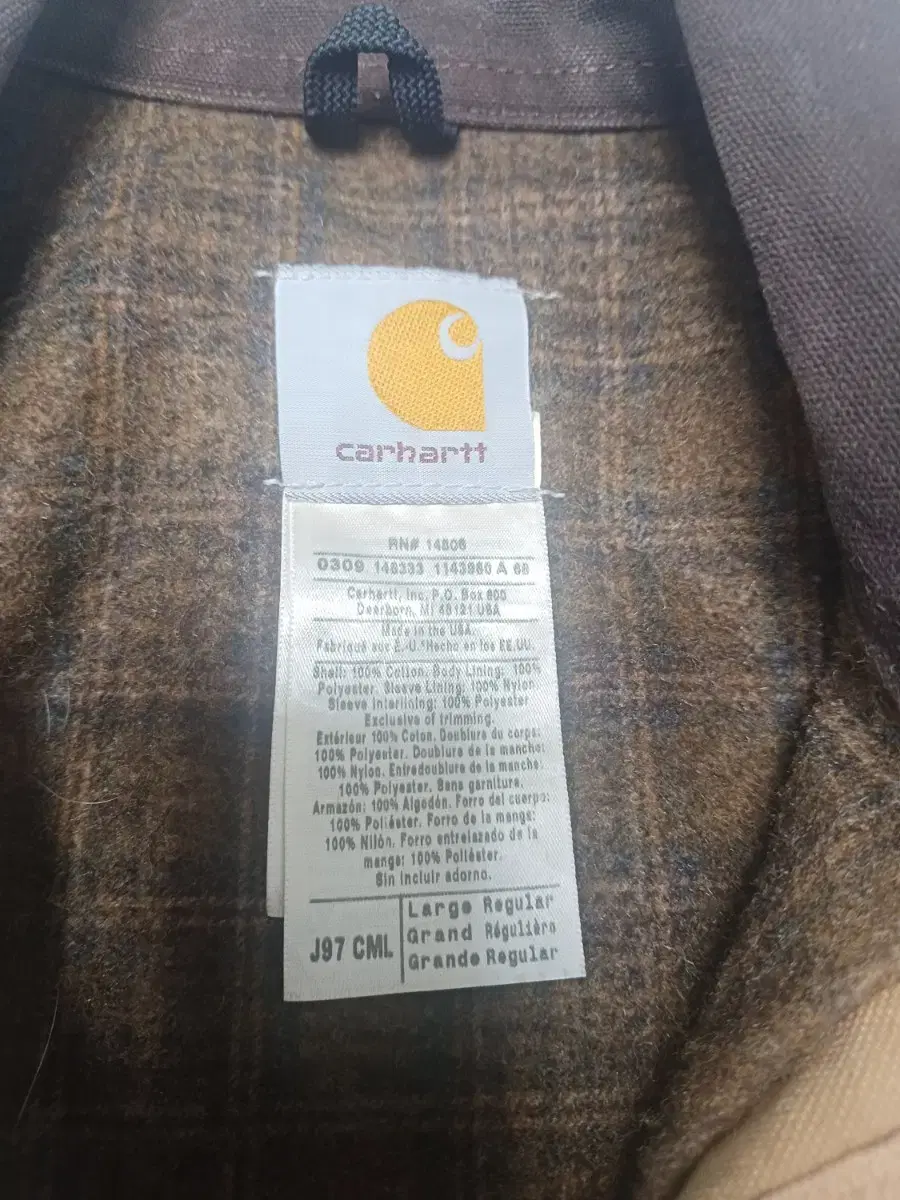 carhartt
RN# 14806
0309 148333 1143980 A 68
Carhartt, Inc. P.O. Box 600
Dearborn, MI 48121 USA
Made in the USA.
Fabriqué aux É.-U.*Hecho en los EE.UU.
Shell: 100% Cotton. Body Lining: 100%
Polyester. Sleeve Lining: 100% Nylon
Sleeve Interlining: 100% Polyester
Exclusive of trimming.
Extérieur 100% Coton. Doublure du corps:
100% Polyester. Doublure de la manche:
100% Nylon. Entredoublure de la manche:
100% Polyester. Sans garniture.
Armazón: 100% Algodón. Forro del cuerpo:
100% Poliéster. Forro de la manga:
100% Nilón. Forro entrelazado de la
manga: 100% Poliéster.
Sin incluir adorno.
J97 CML
Large Regular
Grand Régulière
Grande Regular